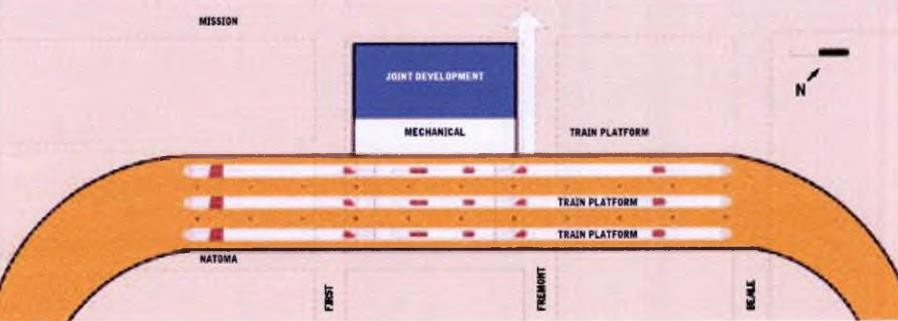 MISSION
JOINT DEVELOPMENT
MECHANICAL
TRAIN PLATFORM
N
TRAIN PLATFORM
TRAIN PLATFORM
NATOMA
FIRST
FREMONT
BEALE